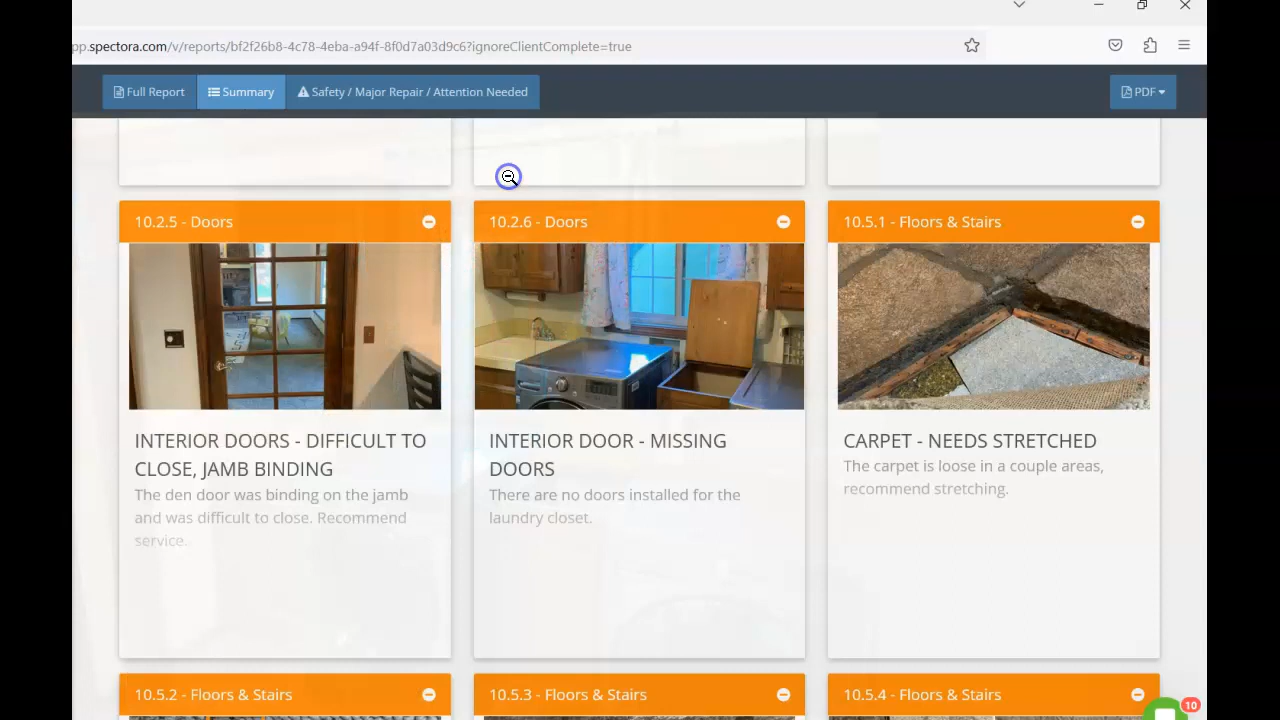 pp.spectora.com/v/reports/bf2f26b8-4c78-4eba-a94f-8f0d7a03d9c6?ignoreClientComplete=true
Full Report
Summary
Safety / Major Repair / Attention Needed
PDF
10.2.5 - Doors
10.2.6 - Doors
10.5.1 - Floors & Stairs
INTERIOR DOORS - DIFFICULT TO
CLOSE, JAMB BINDING
The den door was binding on the jamb
and was difficult to close. Recommend
service.
INTERIOR DOOR - MISSING
DOORS
There are no doors installed for the
laundry closet.
CARPET - NEEDS STRETCHED
The carpet is loose in a couple areas,
recommend stretching.
10.5.2 - Floors & Stairs
10.5.3 - Floors & Stairs
10.5.4 - Floors & Stairs
10